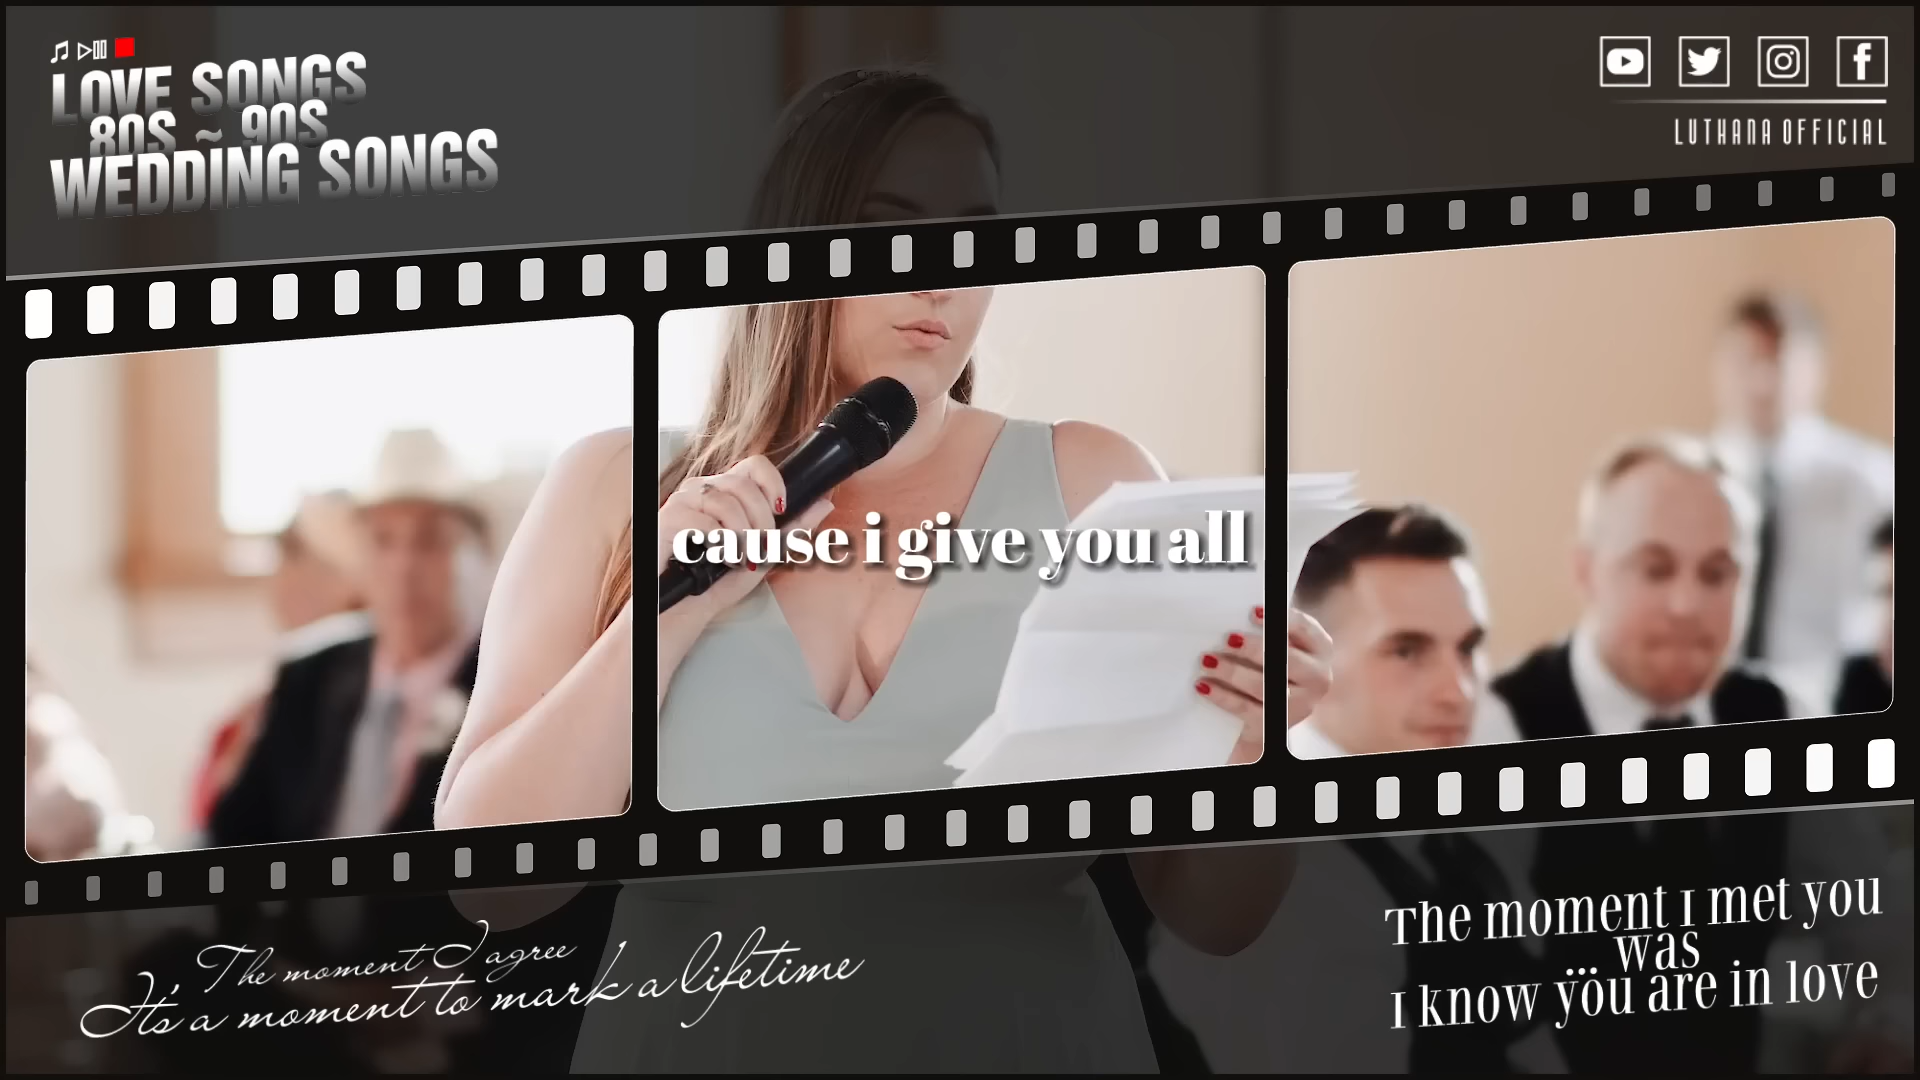 LOVE SONGS
80S ~ 90S
WEDDING SONGS
LUTHANA OFFICIAL
cause i give you all
The moment I agree
It's a moment to mark a lifetime
The moment I met you
was
I know you are in love